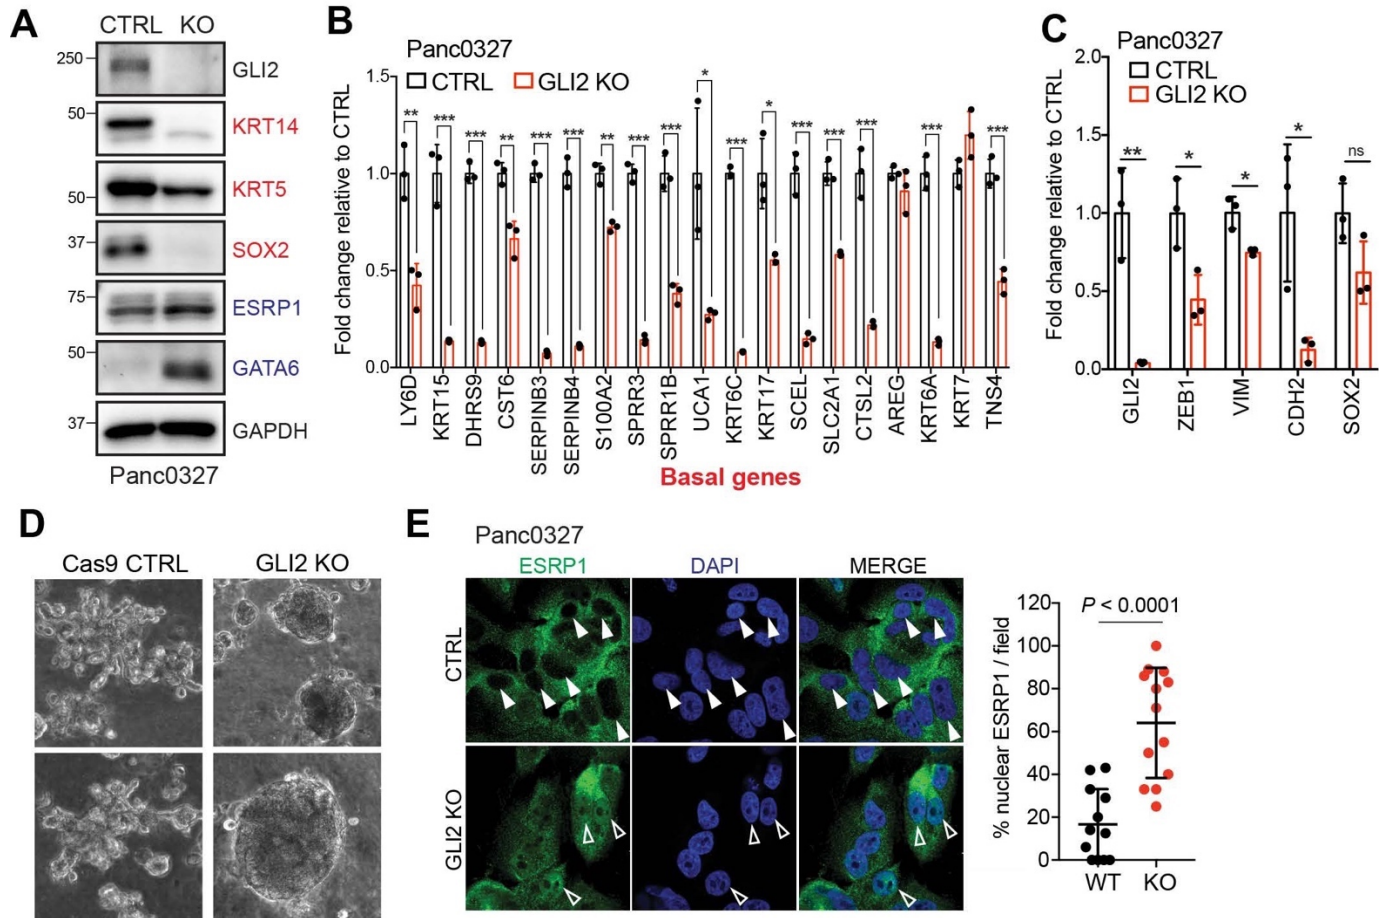 A
CTRL KO
250
GLI2
50
KRT14
50
KRT5
37
SOX2
75
ESRP1
50
GATA6
37
GAPDH
Panc0327
B
Panc0327
CTRL GLI2 KO
Fold change relative to CTRL
1.5
1.0
0.5
0.0
** *** *** ** *** *** ** *** *** * *** * *** *** *** *** ***
LY6D KRT15 DHRS9 CST6 SERPINB3 SERPINB4 S100A2 SPRR3 SPRR1B UCA1 KRT6C KRT17 SCEL SLC2A1 CTSL2 AREG KRT6A KRT7 TNS4
Basal genes
C
Panc0327
CTRL
GLI2 KO
Fold change relative to CTRL
2.0
1.5
1.0
0.5
0
** * * * ns
GLI2 ZEB1 VIM CDH2 SOX2
D
Cas9 CTRL GLI2 KO
E
Panc0327
ESRP1 DAPI MERGE
CTRL
GLI2 KO
P < 0.0001
% nuclear ESRP1 / field
120
100
80
60
40
20
0
WT KO